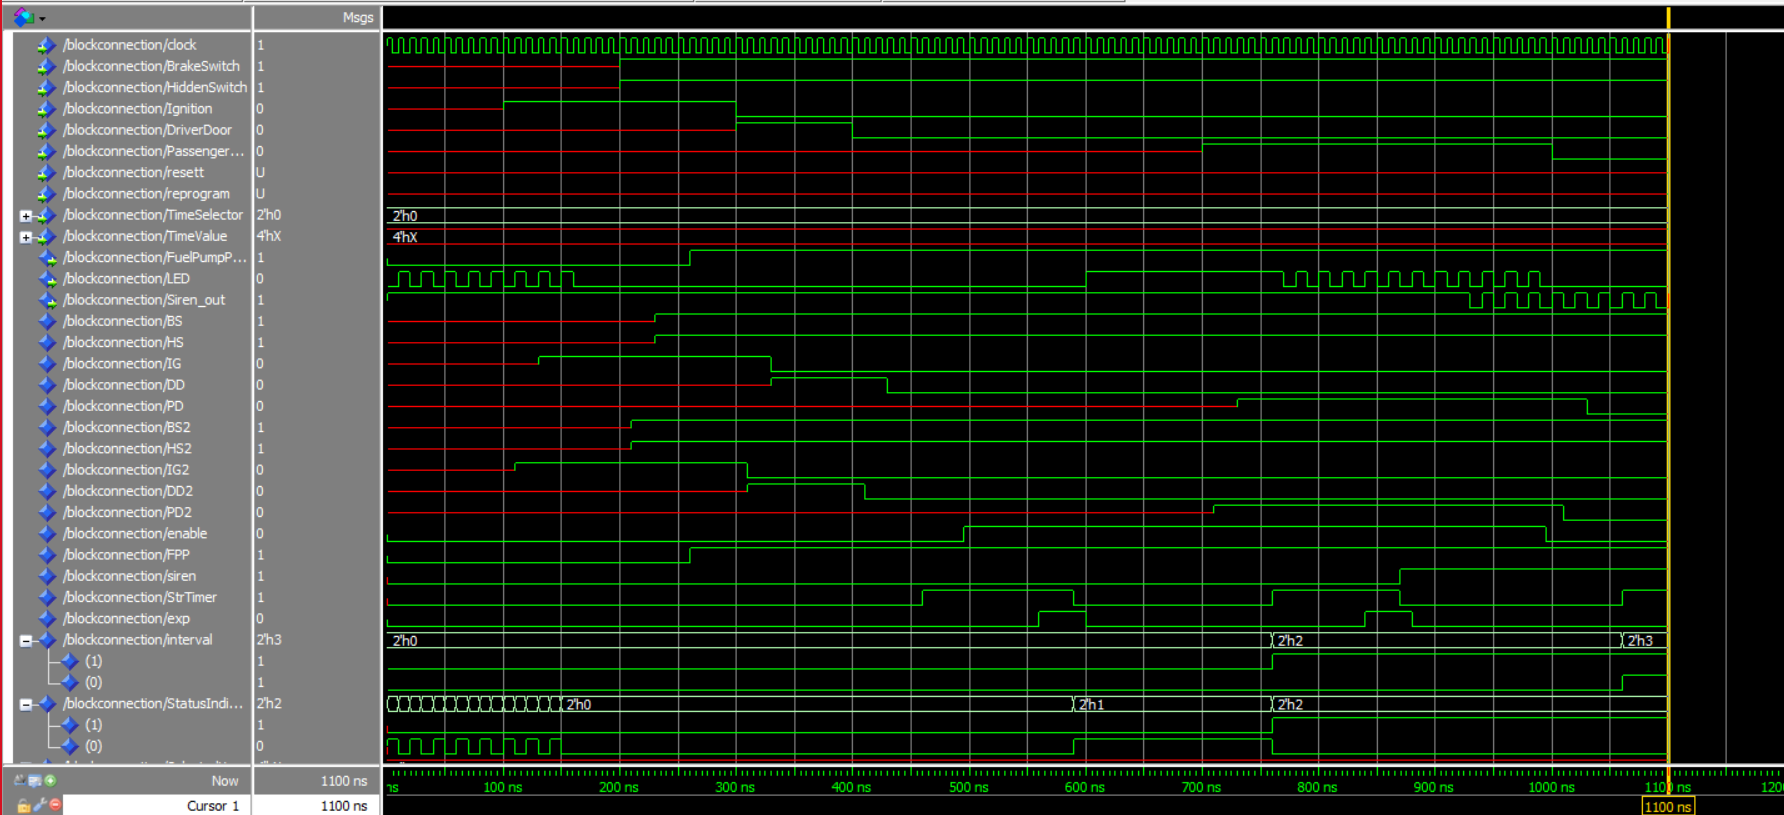 Msgs
/blockconnection/clock 1
/blockconnection/BrakeSwitch 1
/blockconnection/HiddenSwitch 1
/blockconnection/Ignition 0
/blockconnection/DriverDoor 0
/blockconnection/Passenger... 0
/blockconnection/resett U
/blockconnection/reprogram U
/blockconnection/TimeSelector 2'h0 2'h0
/blockconnection/TimeValue 4'hX 4'hX
/blockconnection/FuelPumpP... 1
/blockconnection/LED 0
/blockconnection/Siren_out 1
/blockconnection/BS 1
/blockconnection/HS 1
/blockconnection/IG 0
/blockconnection/DD 0
/blockconnection/PD 0
/blockconnection/BS2 1
/blockconnection/HS2 1
/blockconnection/IG2 0
/blockconnection/DD2 0
/blockconnection/PD2 0
/blockconnection/enable 0
/blockconnection/FPP 1
/blockconnection/siren 1
/blockconnection/StrTimer 1
/blockconnection/exp 0
/blockconnection/interval 2'h3 2'h0 2'h2 2'h3
(1) 1
(0) 1
/blockconnection/StatusIndi... 2'h2 2'h0 2'h1 2'h2
(1) 1
(0) 0
Now 1100 ns ns 100 ns 200 ns 300 ns 400 ns 500 ns 600 ns 700 ns 800 ns 900 ns 1000 ns 1100 ns 120
Cursor 1 1100 ns 1100 ns